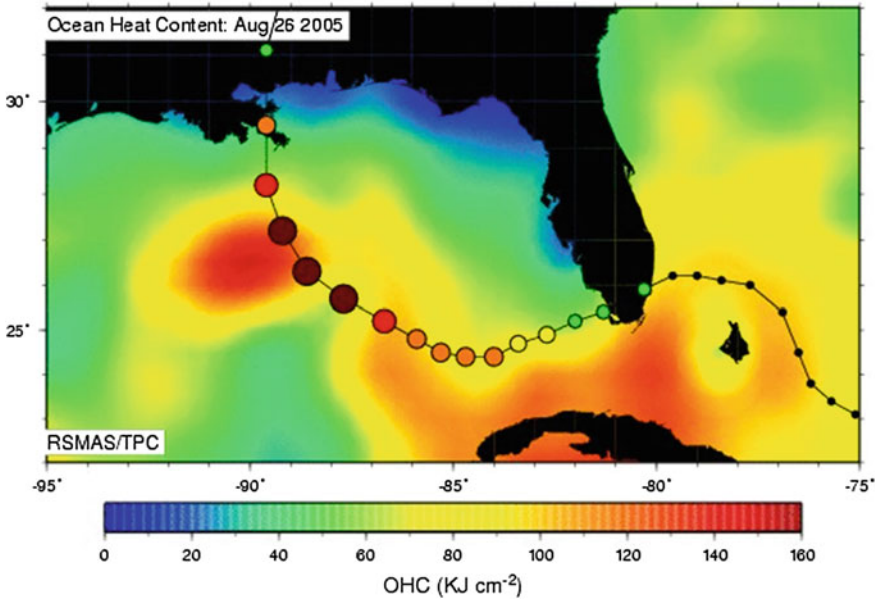 Ocean Heat Content: Aug 26 2005
30°
25°
RSMAS/TPC
-95° -90° -85° -80° -75°
0 20 40 60 80 100 120 140 160
OHC (KJ cm⁻²)